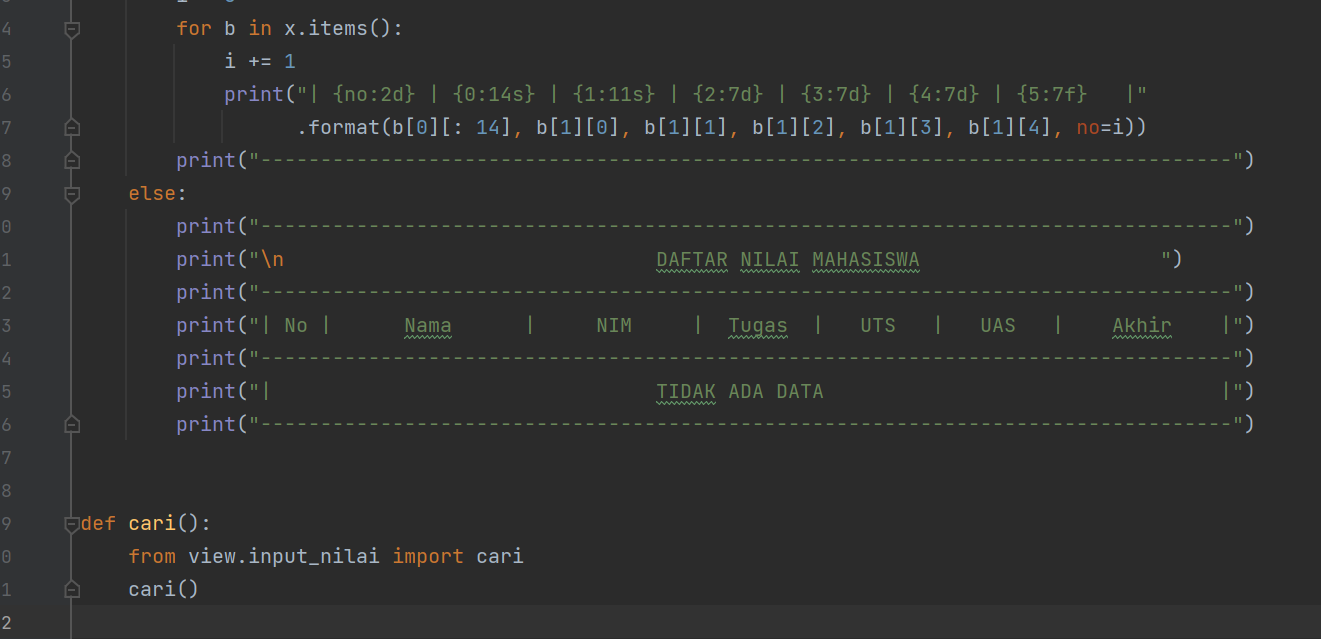 4 for b in x.items():
5 i += 1
6 print("| {no:2d} | {0:14s} | {1:11s} | {2:7d} | {3:7d} | {4:7d} | {5:7f}   |"
7 .format(b[0][: 14], b[1][0], b[1][1], b[1][2], b[1][3], b[1][4], no=i))
8 print("---------------------------------------------------------------------------------")
9 else:
0 print("---------------------------------------------------------------------------------")
1 print("\n                               DAFTAR NILAI MAHASISWA                    ")
2 print("---------------------------------------------------------------------------------")
3 print("| No |      Nama      |     NIM     |  Tugas  |   UTS   |   UAS   |    Akhir    |")
4 print("---------------------------------------------------------------------------------")
5 print("|                                TIDAK ADA DATA                                 |")
6 print("---------------------------------------------------------------------------------")
7
8
9 def cari():
0 from view.input_nilai import cari
1 cari()
2